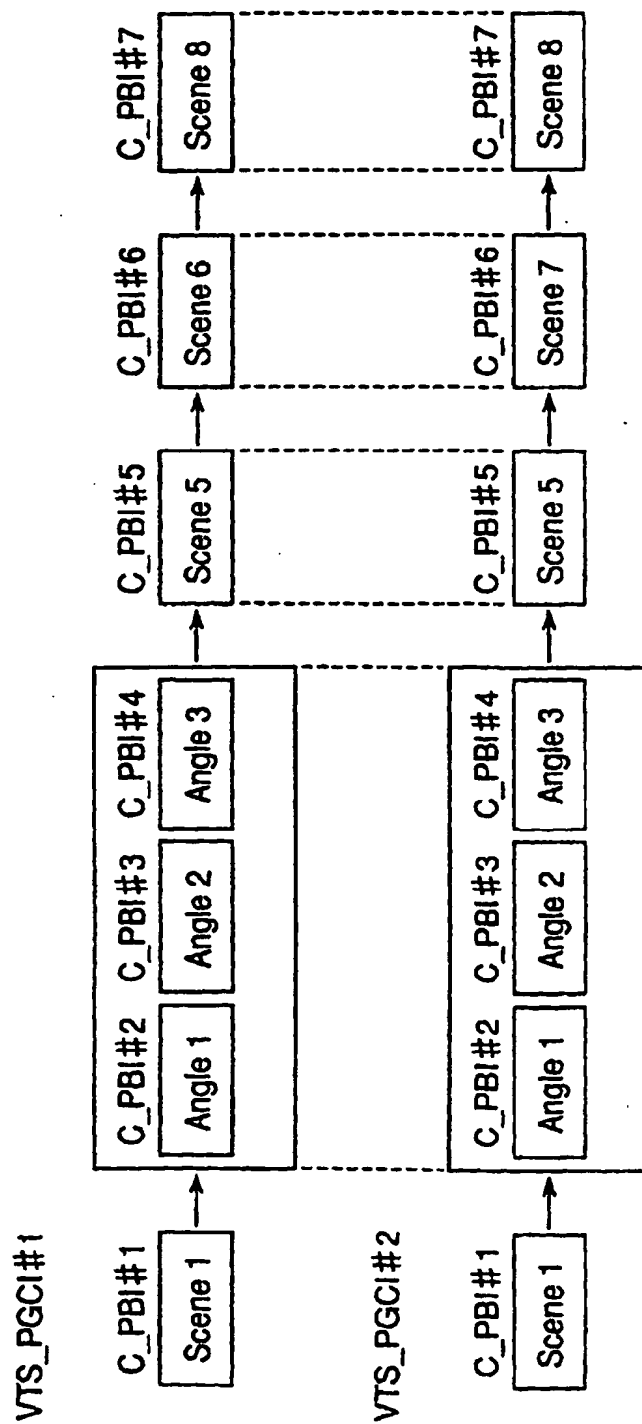 VTS_PGCI#1
C_PBI#1 C_PBI#2 C_PBI#3 C_PBI#4 C_PBI#5 C_PBI#6 C_PBI#7
Scene 1 Angle 1 Angle 2 Angle 3 Scene 5 Scene 6 Scene 8
VTS_PGCI#2
C_PBI#1 C_PBI#2 C_PBI#3 C_PBI#4 C_PBI#5 C_PBI#6 C_PBI#7
Scene 1 Angle 1 Angle 2 Angle 3 Scene 5 Scene 7 Scene 8